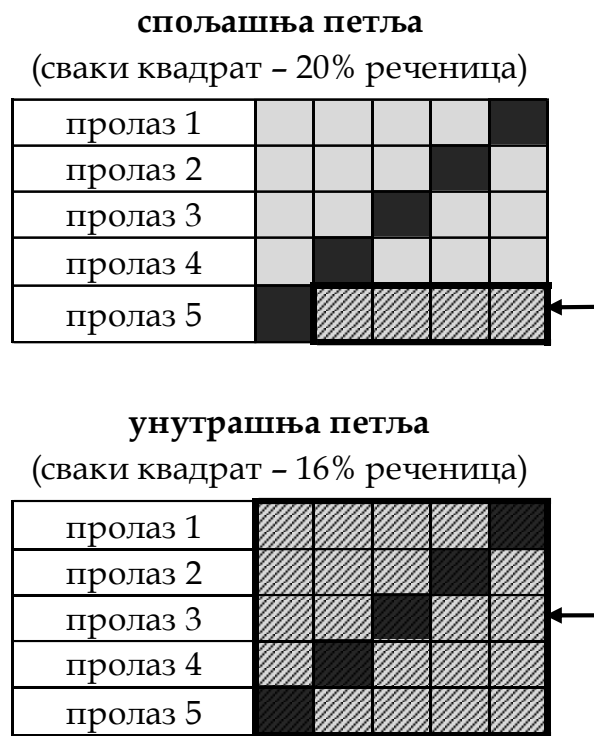 спољашња петља
(сваки квадрат – 20% реченица)
пролаз 1
пролаз 2
пролаз 3
пролаз 4
пролаз 5
унутрашња петља
(сваки квадрат – 16% реченица)
пролаз 1
пролаз 2
пролаз 3
пролаз 4
пролаз 5